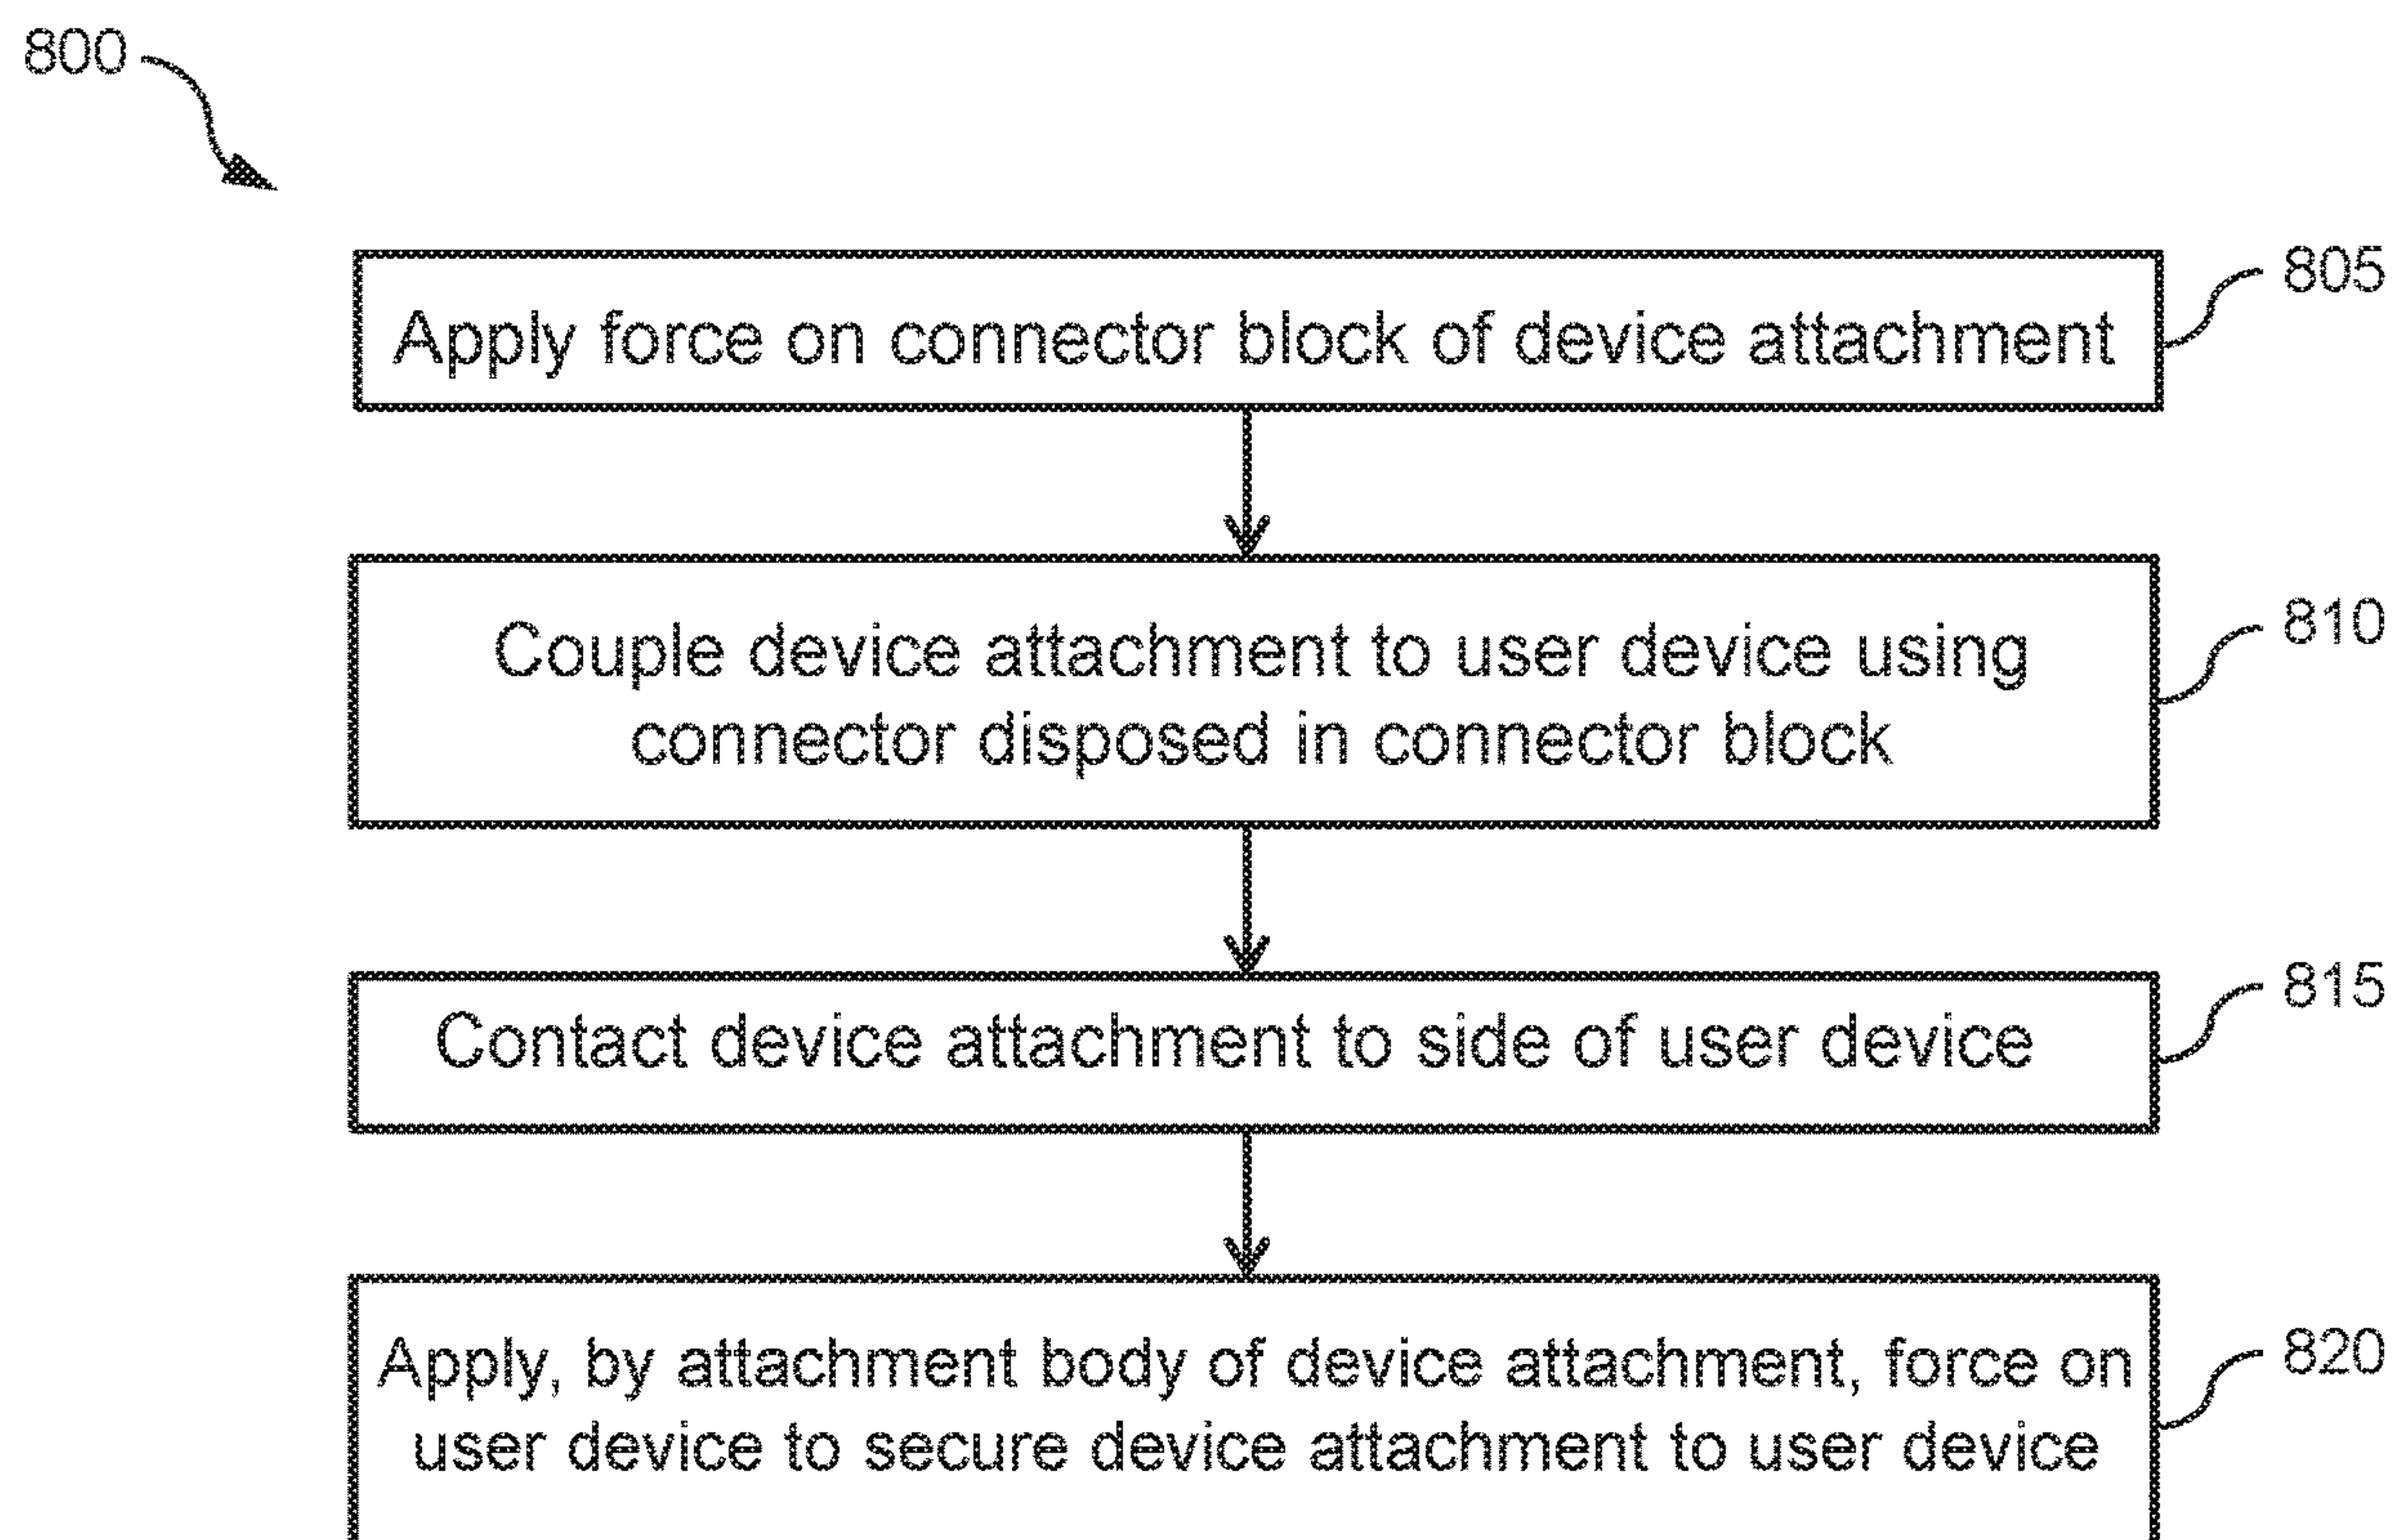 800
805
Apply force on connector block of device attachment
810
Couple device attachment to user device using
connector disposed in connector block
815
Contact device attachment to side of user device
820
Apply, by attachment body of device attachment, force on
user device to secure device attachment to user device